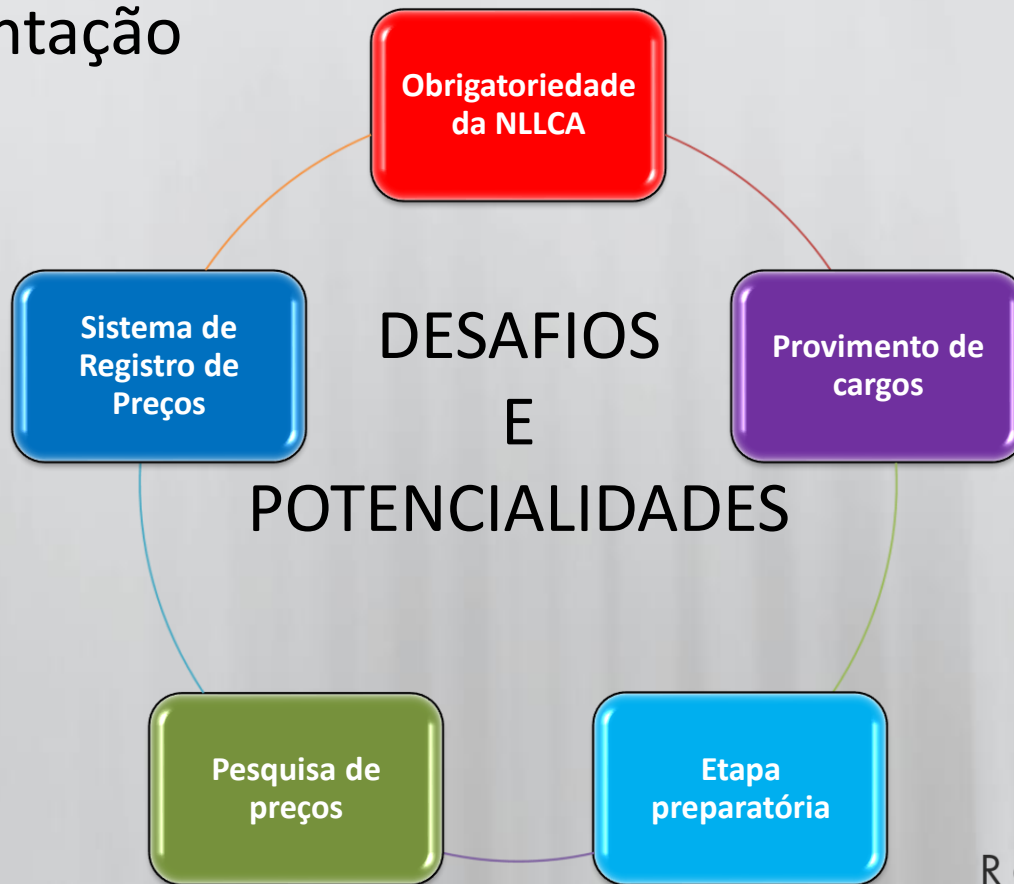 ntação
Obrigatoriedade
da NLLCA
Sistema de
Registro de
Preços
DESAFIOS
E
POTENCIALIDADES
Provimento de
cargos
Pesquisa de
preços
Etapa
preparatória
R